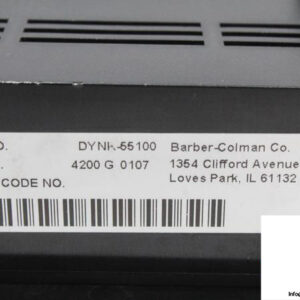 O. DYNK-55100 Barber-Colman Co.
. 4200 G 0107 1354 Clifford Avenue
CODE NO. Loves Park, IL 61132